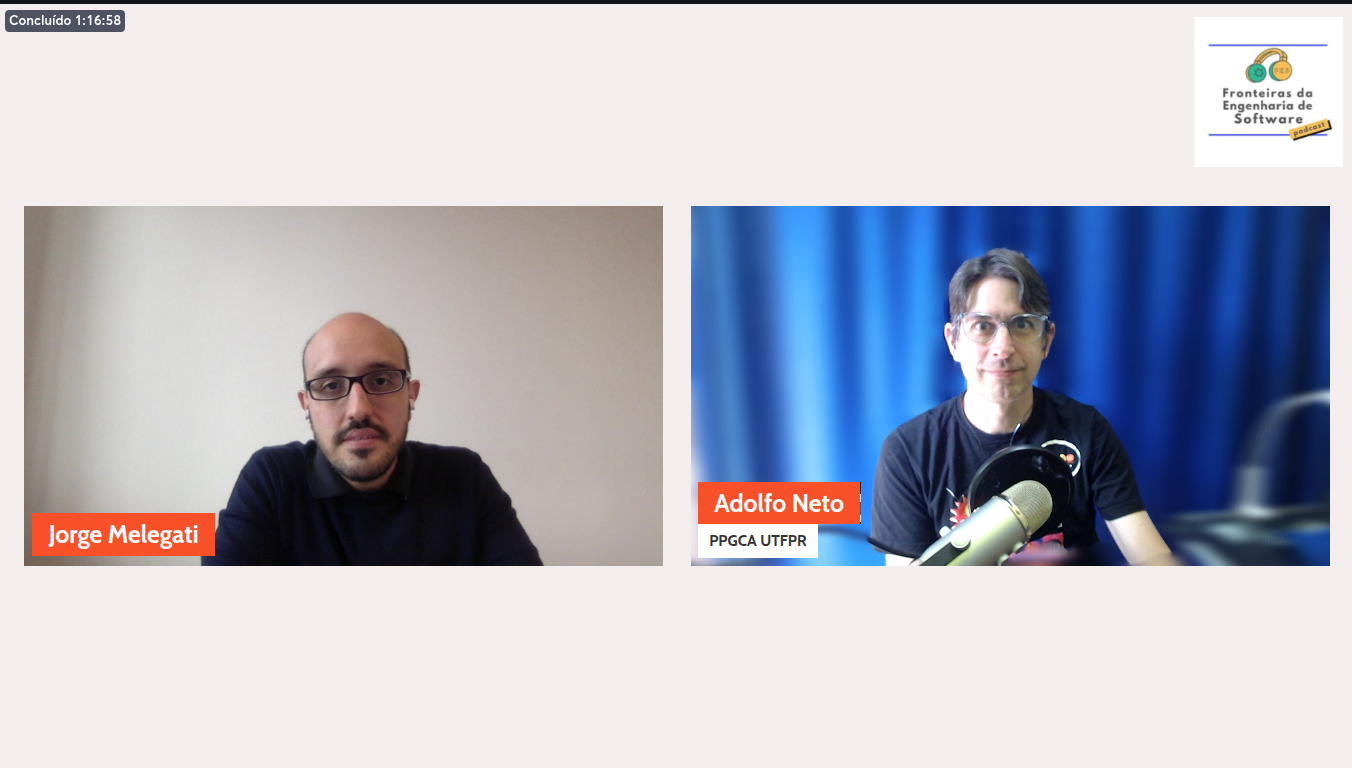 Concluído 1:16:58
Fronteiras da
Engenharia de
Software
podcast
Jorge Melegati
Adolfo Neto
PPGCA UTFPR